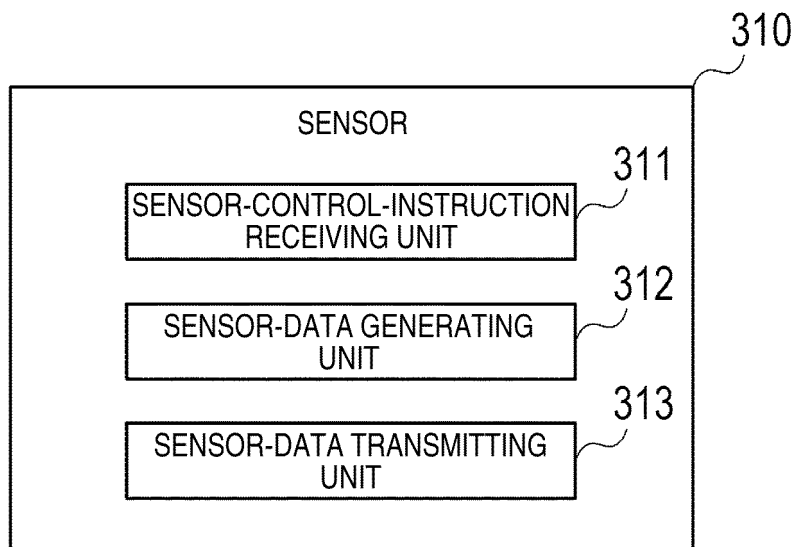 310
SENSOR
311
SENSOR-CONTROL-INSTRUCTION
RECEIVING UNIT
312
SENSOR-DATA GENERATING
UNIT
313
SENSOR-DATA TRANSMITTING
UNIT